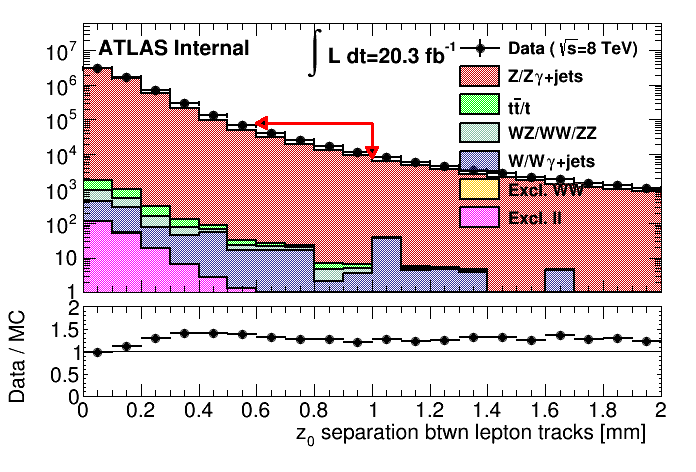 ATLAS Internal
∫ L dt=20.3 fb⁻¹
Data (√s=8 TeV)
Z/Zγ+jets
tt̄/t
WZ/WW/ZZ
W/Wγ+jets
Excl. WW
Excl. ll
10⁷
10⁶
10⁵
10⁴
10³
10²
10
1
Data / MC
2
1.5
1
0.5
0
0 0.2 0.4 0.6 0.8 1 1.2 1.4 1.6 1.8 2
z₀ separation btwn lepton tracks [mm]